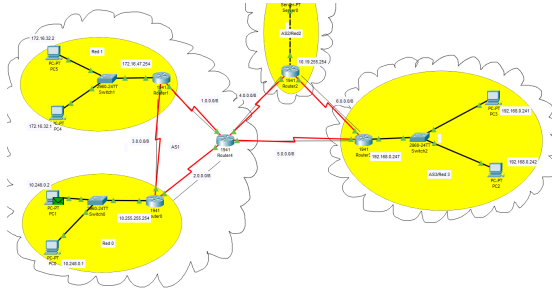 Server-PT
Server0
AS2/Red2
10.19.255.254
1941
Router2
172.16.32.2
Red 1
PC-PT
PC5
172.16.47.254
2960-24TT
Switch1
1941
Router1
PC-PT
PC4
172.16.32.1
1.0.0.0/8
4.0.0.0/8
6.0.0.0/8
3.0.0.0/8
AS1
1941
Router4
5.0.0.0/8
2.0.0.0/8
192.168.0.241
PC-PT
PC3
1941
192.168.0.247
2960-24TT
Switch2
192.168.0.242
PC-PT
PC2
AS3/Red 3
10.248.0.2
PC-PT
PC1
2960-24TT
Switch0
10.255.255.254
1941
Red 0
PC-PT
10.248.0.1